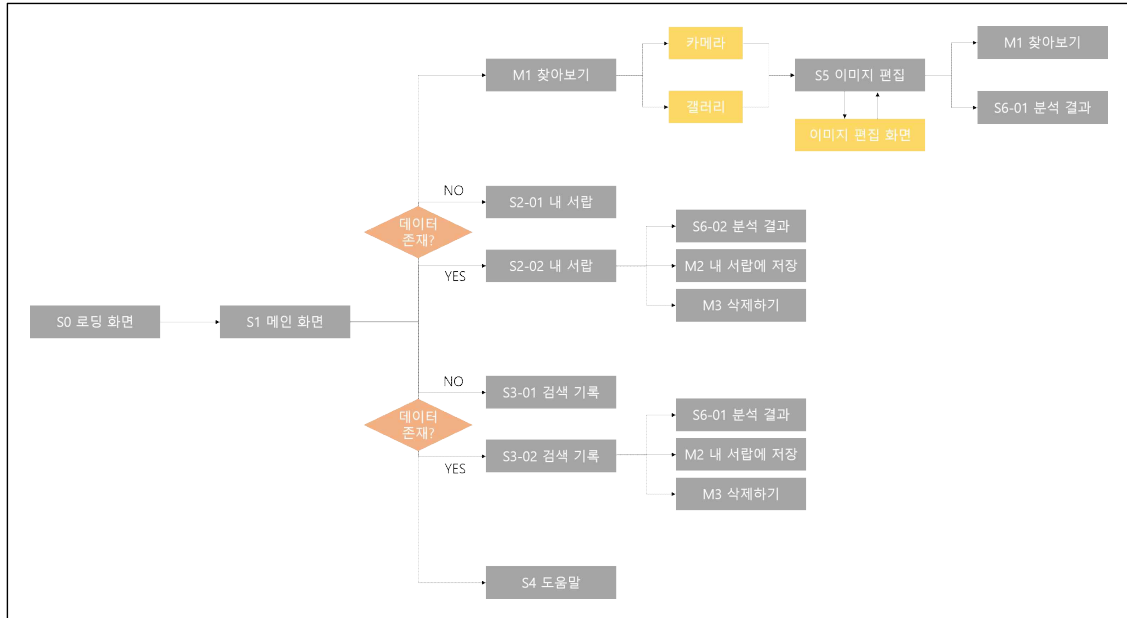 카메라
M1 찾아보기
M1 찾아보기
S5 이미지 편집
갤러리
S6-01 분석 결과
이미지 편집 화면
NO
S2-01 내 서랍
데이터
존재?
S6-02 분석 결과
S2-02 내 서랍
M2 내 서랍에 저장
YES
M3 삭제하기
S0 로딩 화면
S1 메인 화면
NO
S3-01 검색 기록
데이터
존재?
S6-01 분석 결과
S3-02 검색 기록
M2 내 서랍에 저장
YES
M3 삭제하기
S4 도움말